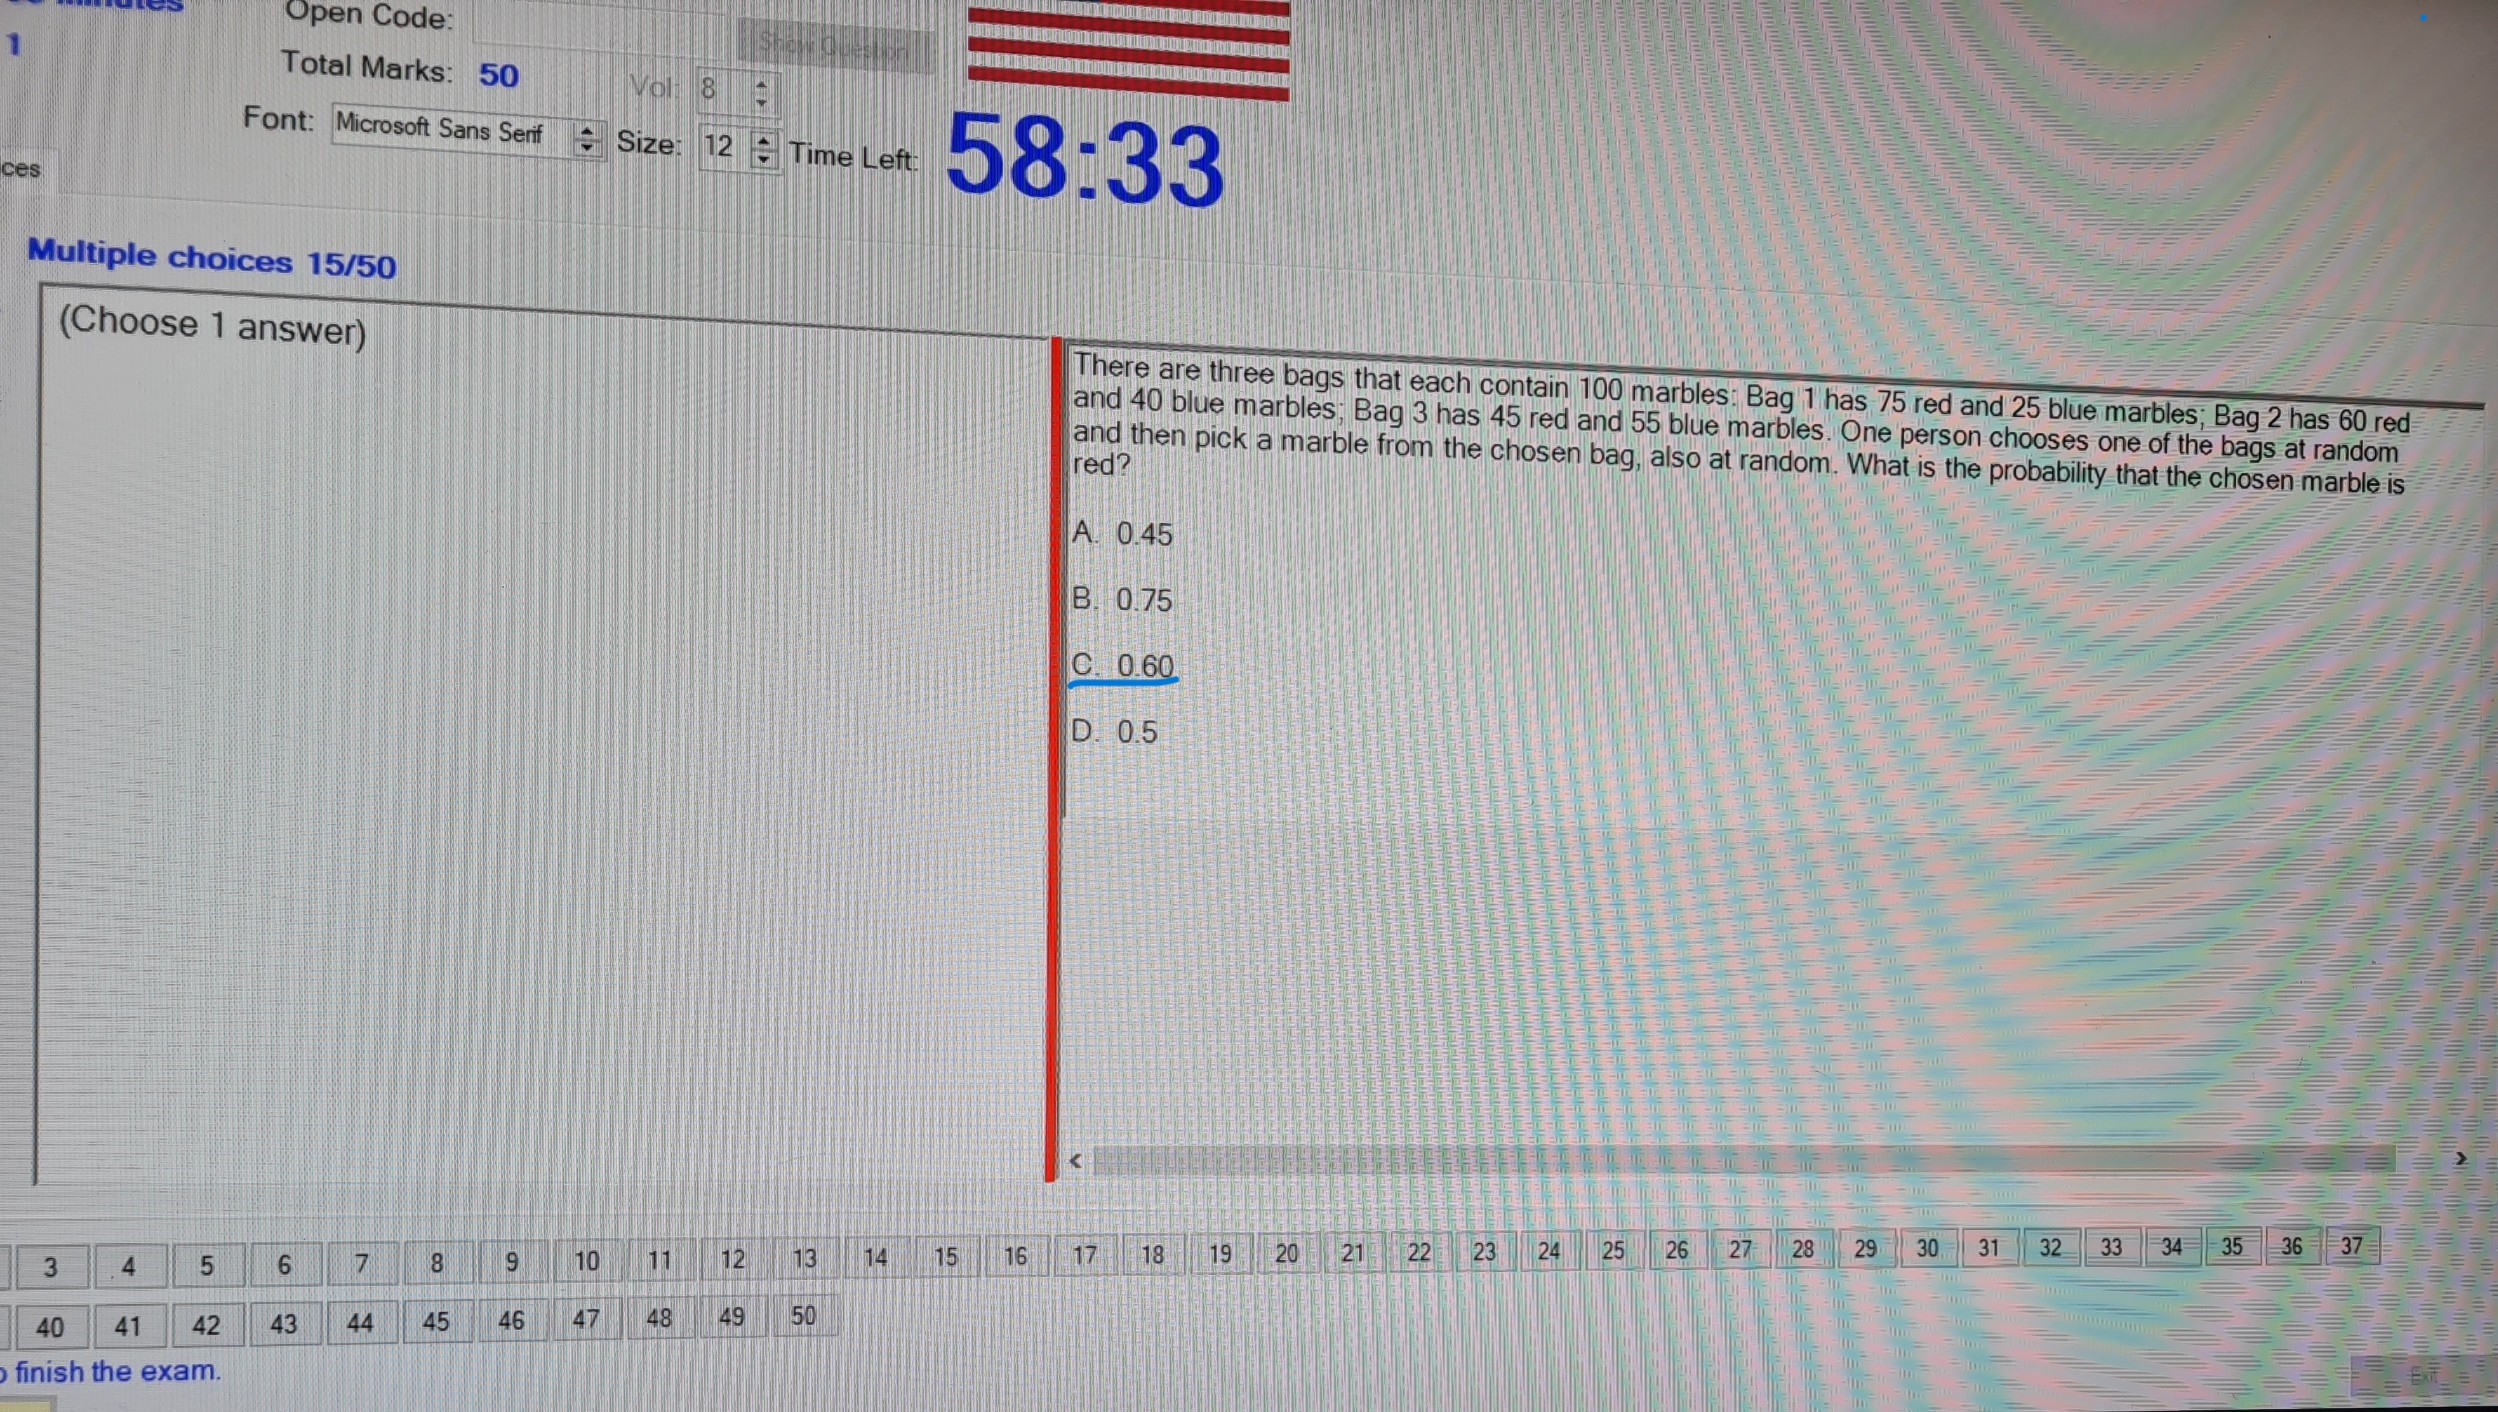 1
Open Code:
Show Question
Total Marks: 50
Vol: 8
Font: Microsoft Sans Serif Size: 12 Time Left: 58:33
ces
Multiple choices 15/50
(Choose 1 answer)
There are three bags that each contain 100 marbles: Bag 1 has 75 red and 25 blue marbles; Bag 2 has 60 red
and 40 blue marbles; Bag 3 has 45 red and 55 blue marbles. One person chooses one of the bags at random
and then pick a marble from the chosen bag, also at random. What is the probability that the chosen marble is
red?
A. 0.45
B. 0.75
C. 0.60
D. 0.5
3 4 5 6 7 8 9 10 11 12 13 14 15 16 17 18 19 20 21 22 23 24 25 26 27 28 29 30 31 32 33 34 35 36 37
40 41 42 43 44 45 46 47 48 49 50
finish the exam.
Exit